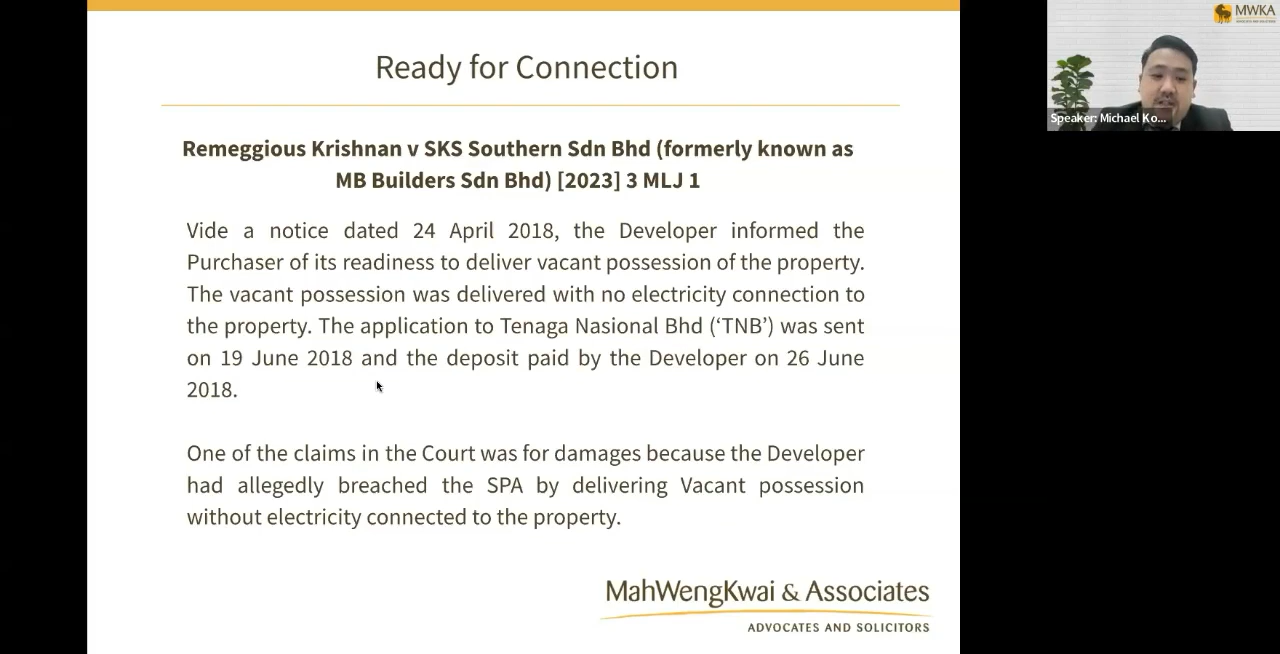 Ready for Connection
Remeggious Krishnan v SKS Southern Sdn Bhd (formerly known as
MB Builders Sdn Bhd) [2023] 3 MLJ 1
Vide a notice dated 24 April 2018, the Developer informed the
Purchaser of its readiness to deliver vacant possession of the property.
The vacant possession was delivered with no electricity connection to
the property. The application to Tenaga Nasional Bhd (‘TNB’) was sent
on 19 June 2018 and the deposit paid by the Developer on 26 June
2018.
One of the claims in the Court was for damages because the Developer
had allegedly breached the SPA by delivering Vacant possession
without electricity connected to the property.
MahWengKwai & Associates
ADVOCATES AND SOLICITORS
MWKA
Speaker: Michael Ko...